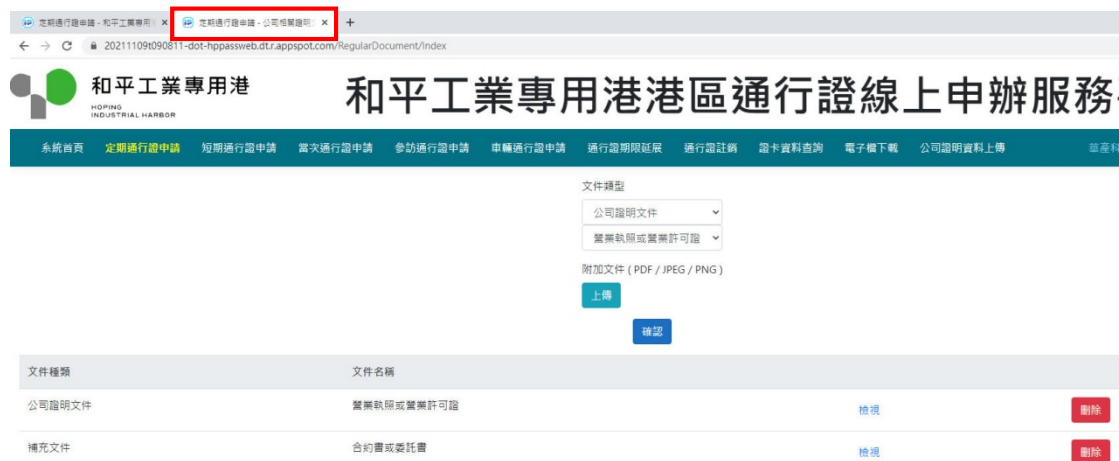 定期通行證申請 - 和平工業專用 × 定期通行證申請 - 公司相關證明 × +
20211109t090811-dot-hppassweb.dt.r.appspot.com/RegularDocument/Index
和平工業專用港
HOPING
INDUSTRIAL HARBOR
和平工業專用港港區通行證線上申辦服務
系統首頁 定期通行證申請 短期通行證申請 當次通行證申請 參訪通行證申請 車輛通行證申請 通行證期限延展 通行證註銷 證卡資料查詢 電子檔下載 公司證明資料上傳
文件類型
公司證明文件
營業執照或營業許可證
附加文件 ( PDF / JPEG / PNG )
上傳
確認
文件種類 文件名稱
公司證明文件 營業執照或營業許可證 檢視 刪除
補充文件 合約書或委託書 檢視 刪除